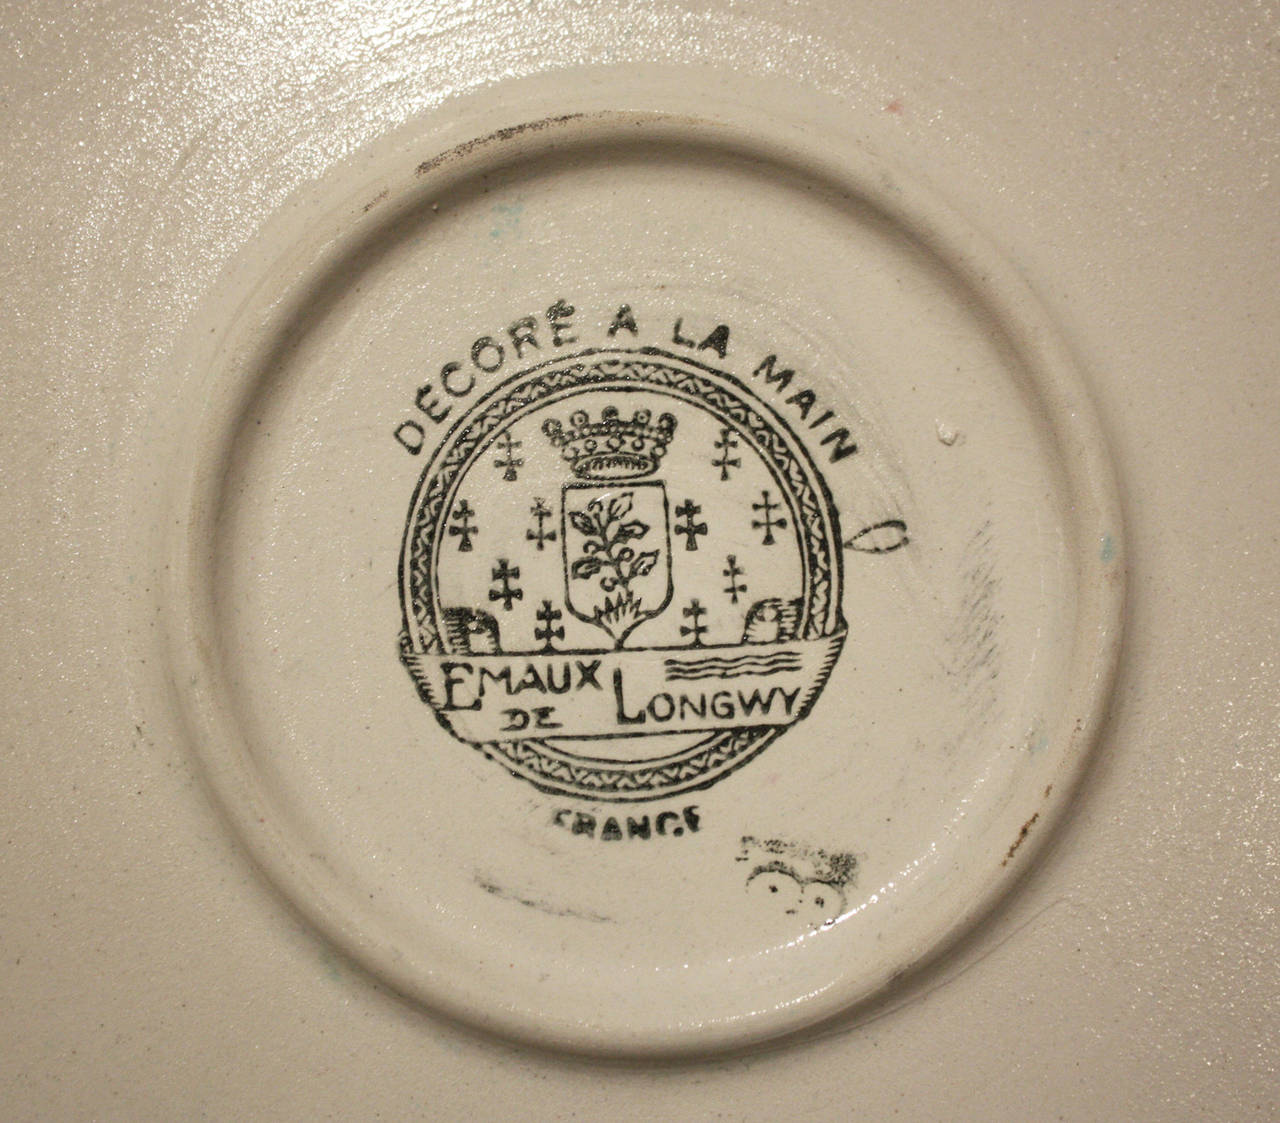 DÉCORÉ A LA MAIN
EMAUX
DE LONGWY
FRANCE